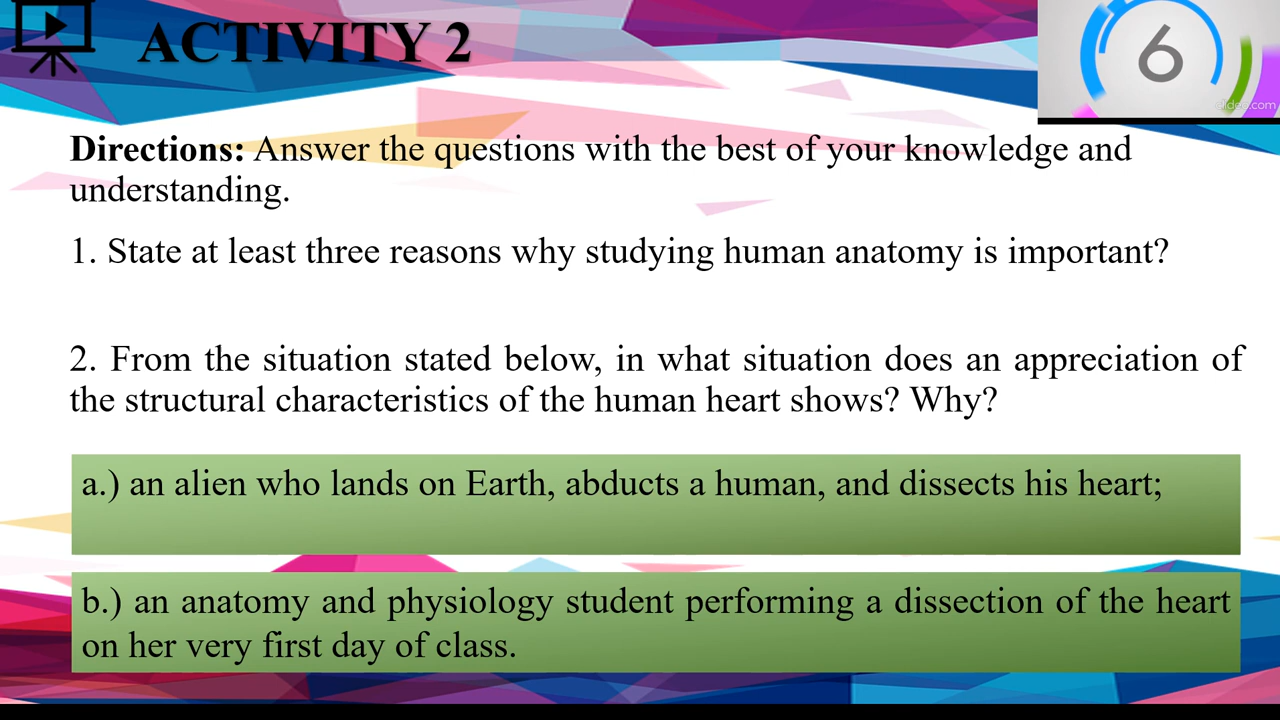 ACTIVITY 2
6
Directions: Answer the questions with the best of your knowledge and
understanding.
1. State at least three reasons why studying human anatomy is important?
2. From the situation stated below, in what situation does an appreciation of
the structural characteristics of the human heart shows? Why?
a.) an alien who lands on Earth, abducts a human, and dissects his heart;
b.) an anatomy and physiology student performing a dissection of the heart
on her very first day of class.